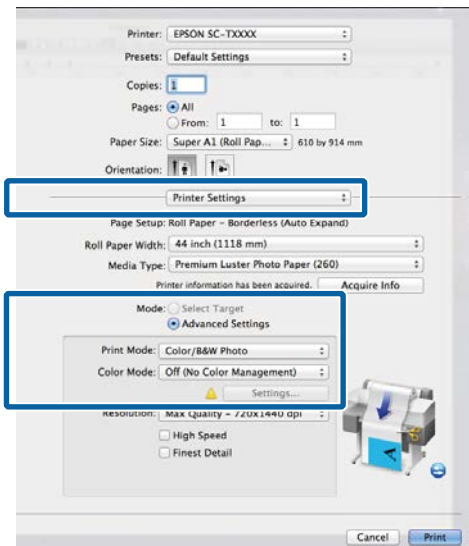 Printer: EPSON SC-TXXXX
Presets: Default Settings
Copies: 1
Pages: All
From: 1 to: 1
Paper Size: Super A1 (Roll Pap... 610 by 914 mm
Orientation:
Printer Settings
Page Setup: Roll Paper - Borderless (Auto Expand)
Roll Paper Width: 44 inch (1118 mm)
Media Type: Premium Luster Photo Paper (260)
Printer information has been acquired. Acquire Info
Mode: Select Target
Advanced Settings
Print Mode: Color/B&W Photo
Color Mode: Off (No Color Management)
Settings...
Resolution: Max Quality - 720x1440 dpi
High Speed
Finest Detail
A
Cancel Print